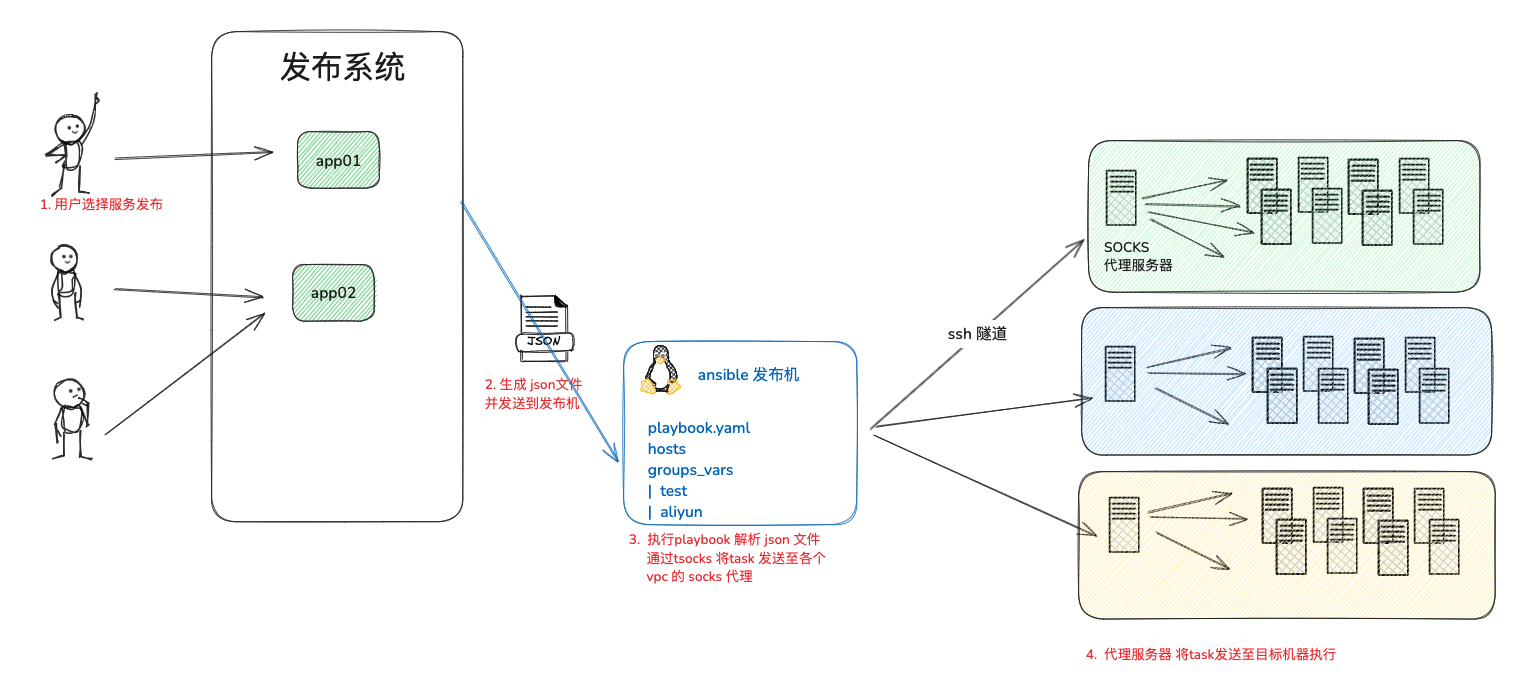 发布系统
app01
1. 用户选择服务发布
app02
JSON
2. 生成 json文件
并发送到发布机
ansible 发布机
playbook.yaml
hosts
groups_vars
| test
| aliyun
3. 执行playbook 解析 json 文件
通过tsocks 将task 发送至各个
vpc 的 socks 代理
ssh 隧道
SOCKS
代理服务器
4. 代理服务器 将task发送至目标机器执行